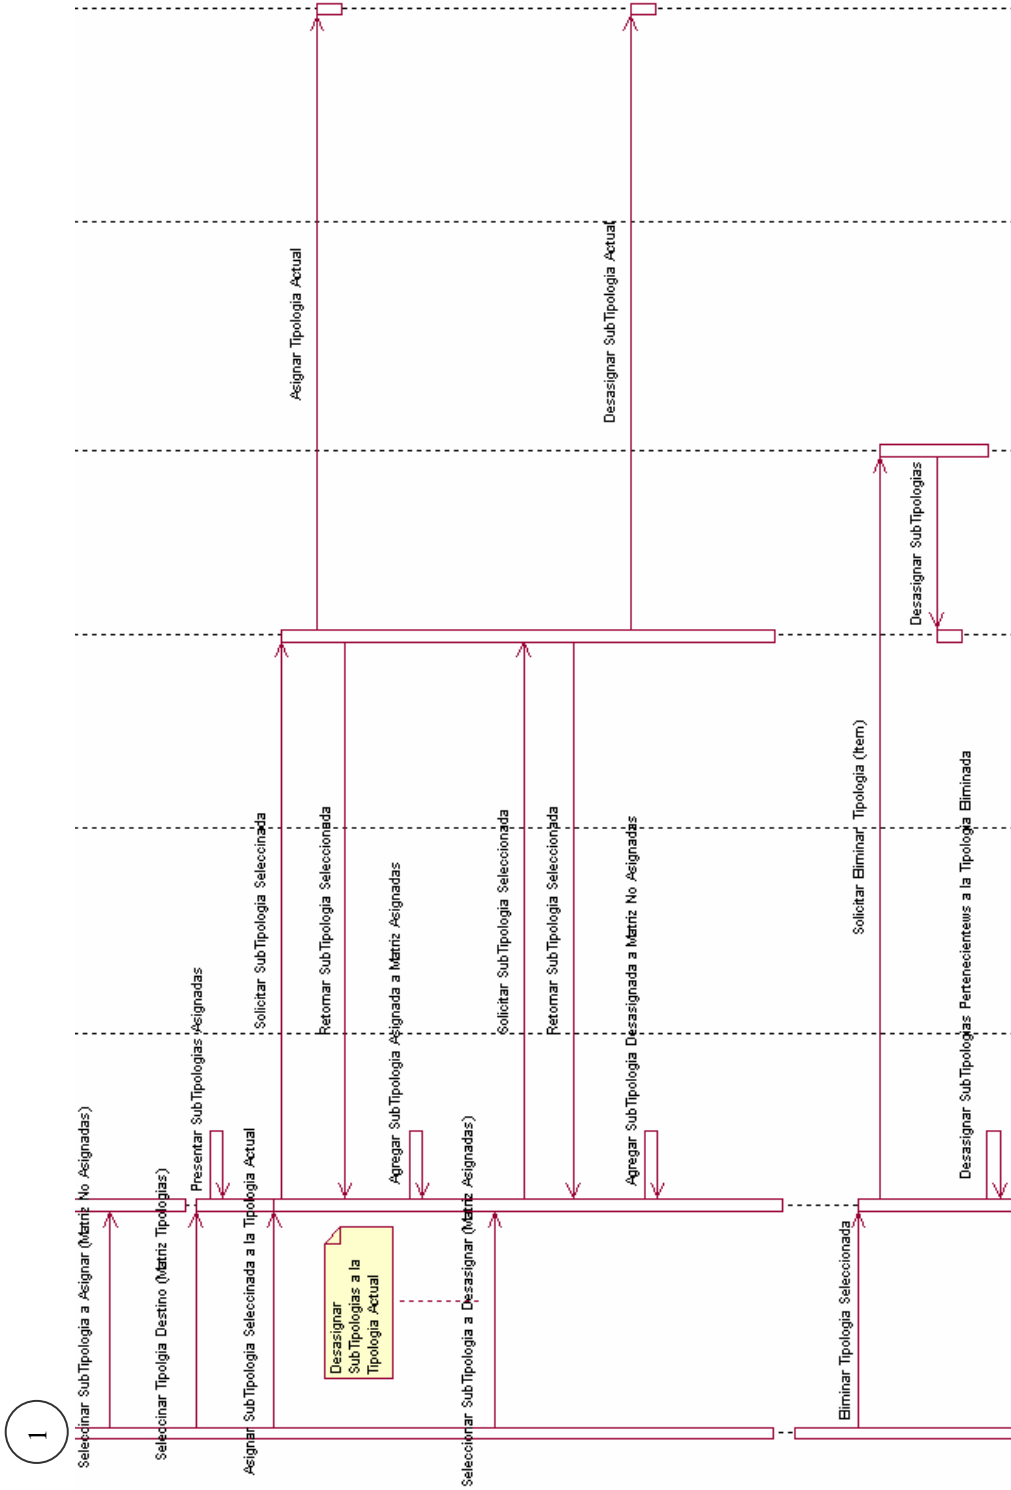 1
Seleccinar SubTipologia a Asignar (Matriz No Asignadas)
Seleccinar Tipolgia Destino (Matriz Tipologias)
Presentar SubTipologias Asignadas
Asignar SubTipologia Seleccinada a la Tipologia Actual
Solicitar SubTipologia Seleccinada
Asignar Tipologia Actual
Retornar SubTipologia Seleccionada
Desasignar
SubTipologias a la
Tipologia Actual
Agregar SubTipologia Asignada a Matriz Asignadas
Seleccionar SubTipologia a Desasignar (Matriz Asignadas)
Solicitar SubTipologia Seleccionada
Retornar SubTipologia Seleccionada
Desasignar SubTipologia Actual
Agregar SubTipologia Desasignada a Matriz No Asignadas
Eliminar Tipologia Seleccionada
Solicitar Eliminar Tipologia (Item)
Desasignar SubTipologias
Desasignar SubTipologias Pertenecientews a la Tipologia Eliminada